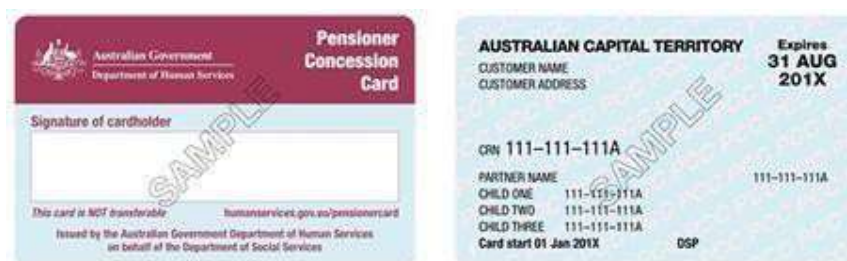 Australian Government
Department of Human Services
Pensioner
Concession
Card
Signature of cardholder
SAMPLE
This card is NOT transferable
humanservices.gov.au/pensionercard
Issued by the Australian Government Department of Human Services
on behalf of the Department of Social Services
AUSTRALIAN CAPITAL TERRITORY
Expires
31 AUG
201X
CUSTOMER NAME
CUSTOMER ADDRESS
SAMPLE
CRN 111-111-111A
PARTNER NAME 111-111-111A
CHILD ONE 111-111-111A
CHILD TWO 111-111-111A
CHILD THREE 111-111-111A
Card start 01 Jan 201X DSP